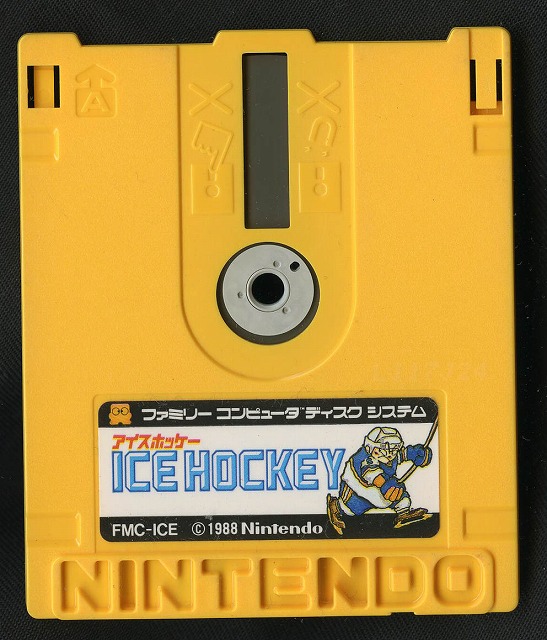 A
ファミリー コンピュータ ディスク システム
アイスホッケー
ICE HOCKEY
FMC-ICE ©1988 Nintendo
NINTENDO